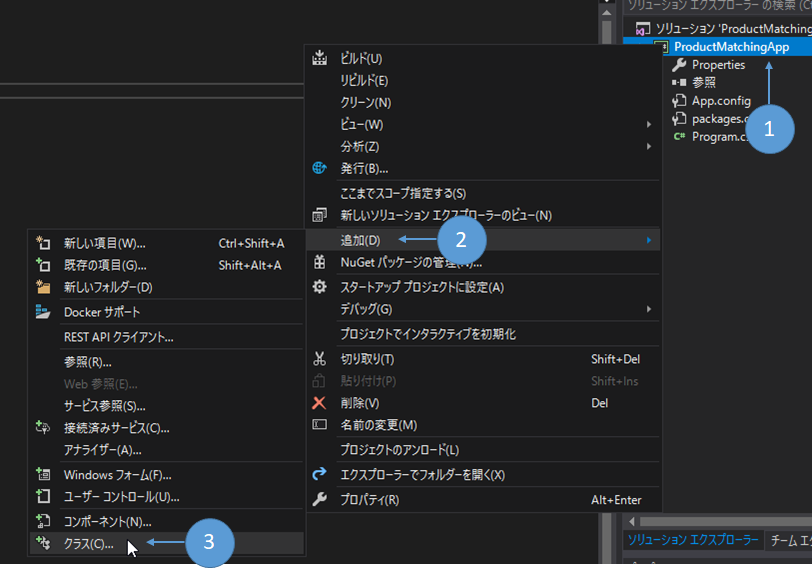 ソリューション エクスプローラー の検索 (C
ソリューション 'ProductMatching
ProductMatchingApp
Properties
参照
App.config
packages.c
Program.c
1
ビルド(U)
リビルド(E)
クリーン(N)
ビュー(W)
分析(Z)
発行(B)...
ここまでスコープ指定する(S)
新しいソリューション エクスプローラーのビュー(N)
追加(D)
2
NuGet パッケージの管理(N)...
スタートアップ プロジェクトに設定(A)
デバッグ(G)
プロジェクトでインタラクティブを初期化
切り取り(T) Shift+Del
貼り付け(P) Shift+Ins
削除(V) Del
名前の変更(M)
プロジェクトのアンロード(L)
エクスプローラーでフォルダーを開く(X)
プロパティ(R) Alt+Enter
新しい項目(W)... Ctrl+Shift+A
既存の項目(G)... Shift+Alt+A
新しいフォルダー(D)
Docker サポート
REST API クライアント...
参照(R)...
Web 参照(E)...
サービス参照(S)...
接続済みサービス(C)...
アナライザー(A)...
Windows フォーム(F)...
ユーザー コントロール(U)...
コンポーネント(N)...
クラス(C)...
3
ソリューション エクスプローラー チーム エク